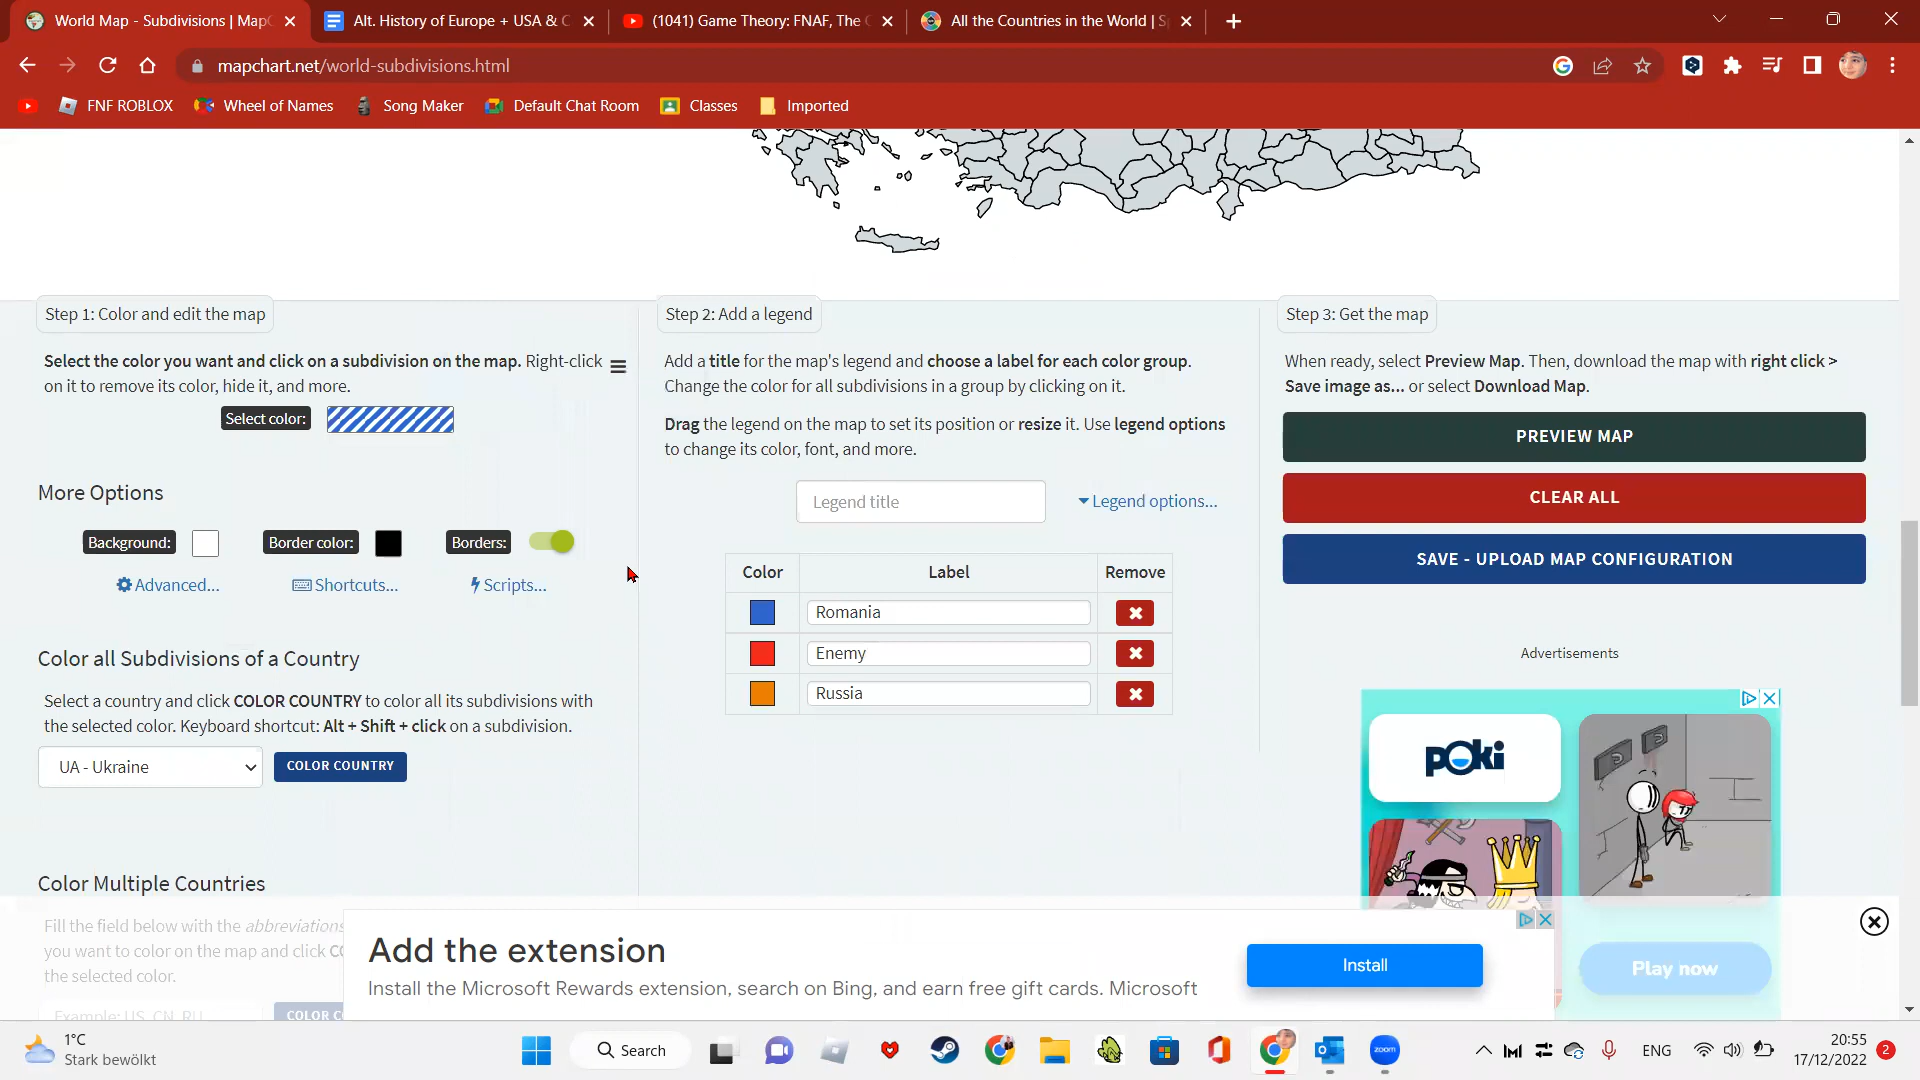 World Map - Subdivisions | Map
Alt. History of Europe + USA &
(1041) Game Theory: FNAF, The
All the Countries in the World |
mapchart.net/world-subdivisions.html
FNF ROBLOX
Wheel of Names
Song Maker
Default Chat Room
Classes
Imported
Step 1: Color and edit the map
Select the color you want and click on a subdivision on the map. Right-click
on it to remove its color, hide it, and more.
Select color:
More Options
Background:
Border color:
Borders:
Advanced...
Shortcuts...
Scripts...
Color all Subdivisions of a Country
Select a country and click COLOR COUNTRY to color all its subdivisions with
the selected color. Keyboard shortcut: Alt + Shift + click on a subdivision.
UA - Ukraine
COLOR COUNTRY
Color Multiple Countries
Fill the field below with the abbreviations
you want to color on the map and click
the selected color.
Example: US, CN, RU
COLOR
Step 2: Add a legend
Add a title for the map's legend and choose a label for each color group.
Change the color for all subdivisions in a group by clicking on it.
Drag the legend on the map to set its position or resize it. Use legend options
to change its color, font, and more.
Legend title
Legend options...
Color
Label
Remove
Romania
Enemy
Russia
Step 3: Get the map
When ready, select Preview Map. Then, download the map with right click >
Save image as... or select Download Map.
PREVIEW MAP
CLEAR ALL
SAVE - UPLOAD MAP CONFIGURATION
Advertisements
poki
Play now
Add the extension
Install the Microsoft Rewards extension, search on Bing, and earn free gift cards. Microsoft
Install
1°C
Stark bewölkt
Search
zoom
ENG
20:55
17/12/2022
2